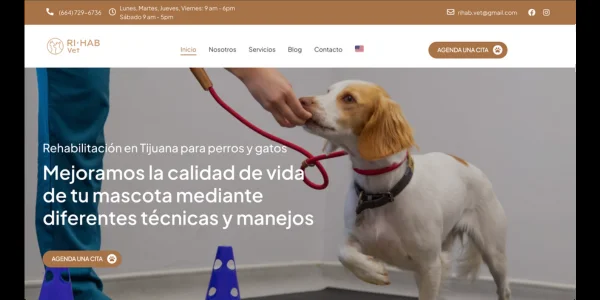 (664) 729-6736
Lunes, Martes, Jueves, Viernes: 9 am - 6pm
Sábado 9 am - 5pm
rihab.vet@gmail.com
RI-HAB
Vet
Inicio
Nosotros
Servicios
Blog
Contacto
AGENDA UNA CITA
Rehabilitación en Tijuana para perros y gatos
Mejoramos la calidad de vida
de tu mascota mediante
diferentes técnicas y manejos
AGENDA UNA CITA